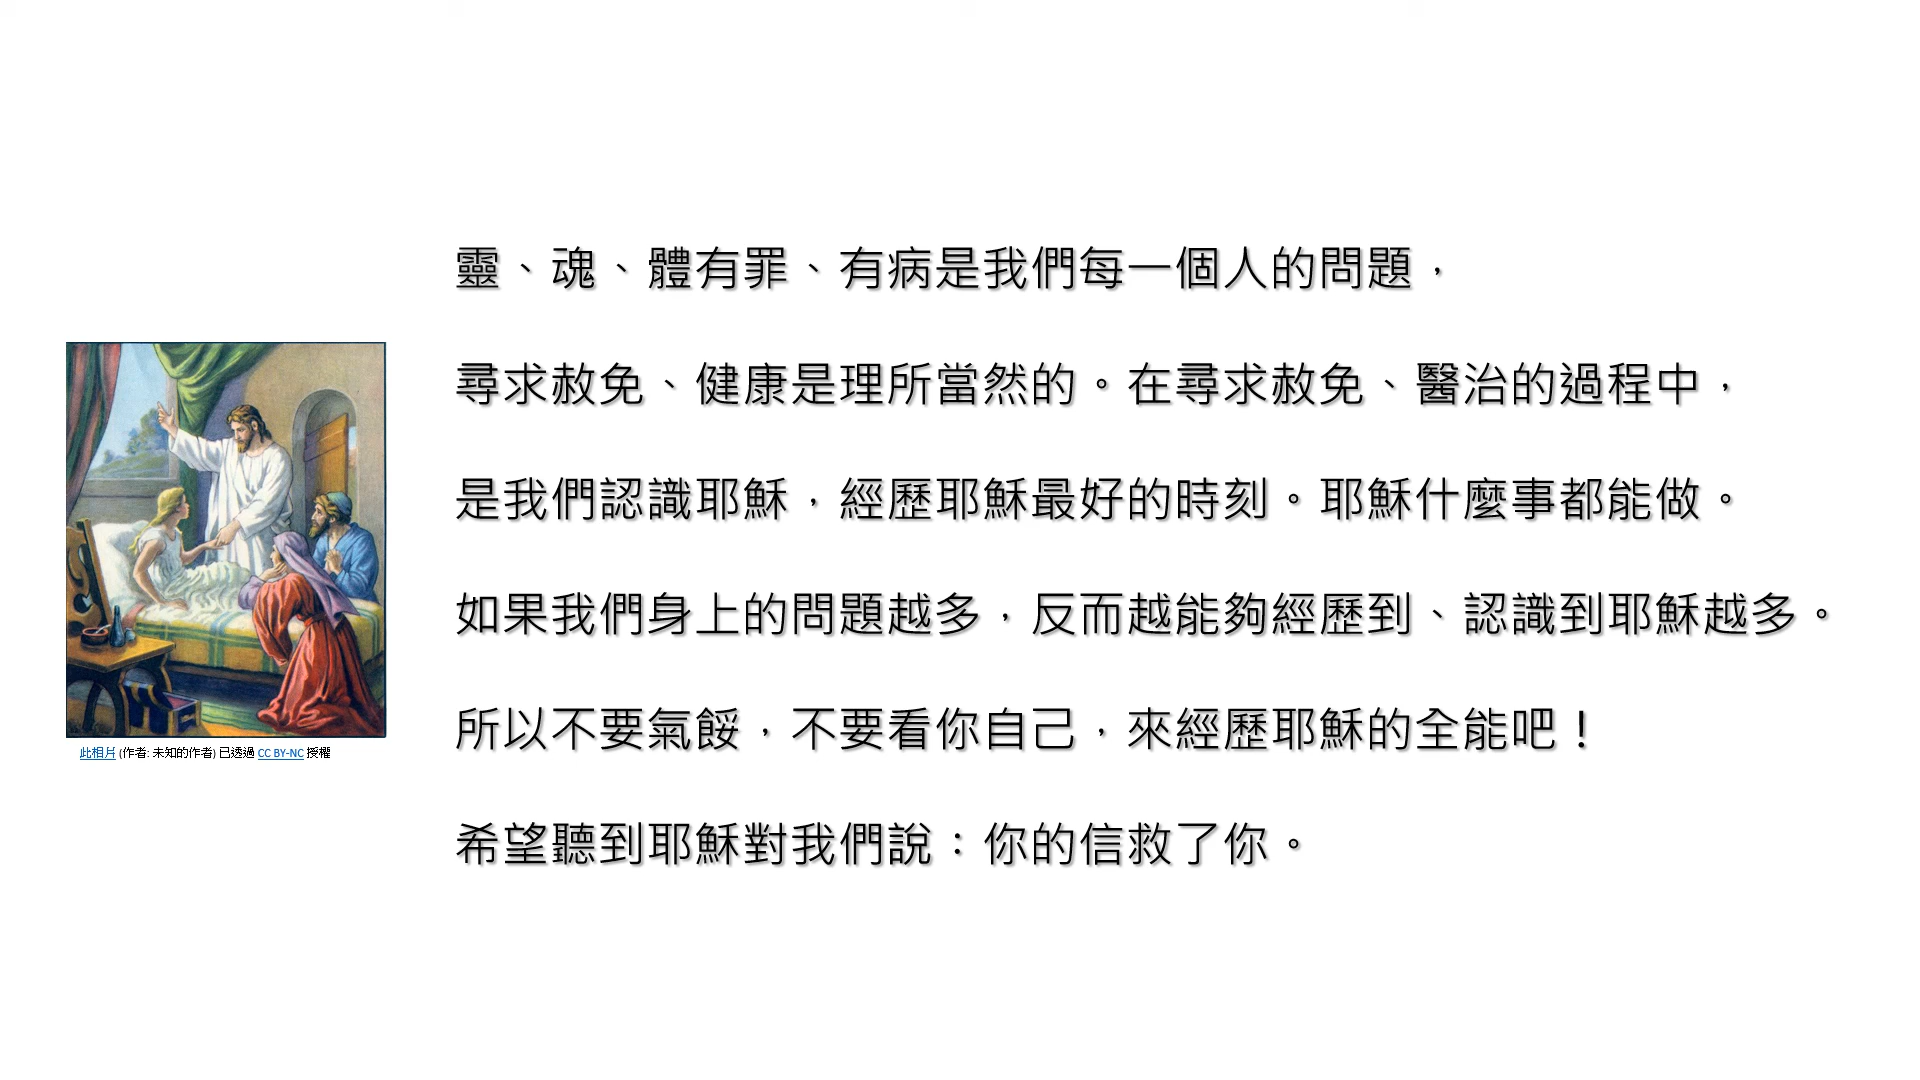 靈、魂、體有罪、有病是我們每一個人的問題，
尋求赦免、健康是理所當然的。在尋求赦免、醫治的過程中，
是我們認識耶穌，經歷耶穌最好的時刻。耶穌什麼事都能做。
如果我們身上的問題越多，反而越能夠經歷到、認識到耶穌越多。
所以不要氣餒，不要看你自己，來經歷耶穌的全能吧！
希望聽到耶穌對我們說：你的信救了你。
此相片 (作者: 未知的作者) 已透過 CC BY-NC 授權